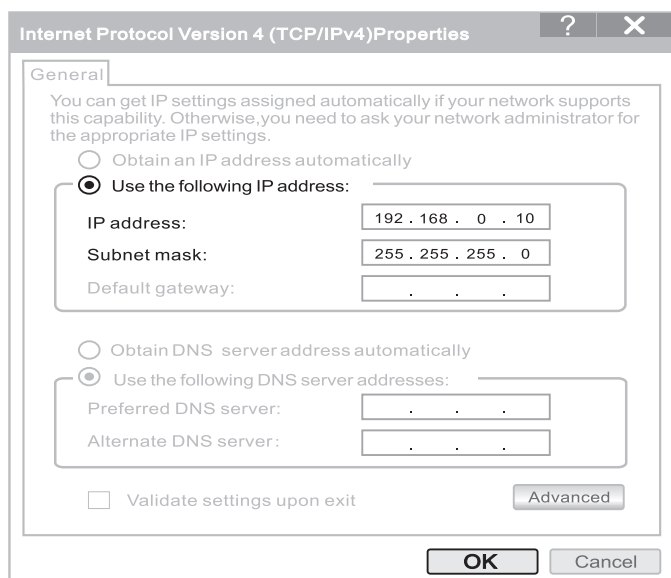 Internet Protocol Version 4 (TCP/IPv4)Properties ? X
General
You can get IP settings assigned automatically if your network supports
this capability. Otherwise,you need to ask your network administrator for
the appropriate IP settings.
Obtain an IP address automatically
Use the following IP address:
IP address: 192 . 168 . 0 . 10
Subnet mask: 255 . 255 . 255 . 0
Default gateway: . . .
Obtain DNS server address automatically
Use the following DNS server addresses:
Preferred DNS server: . . .
Alternate DNS server: . . .
Validate settings upon exit Advanced
OK Cancel